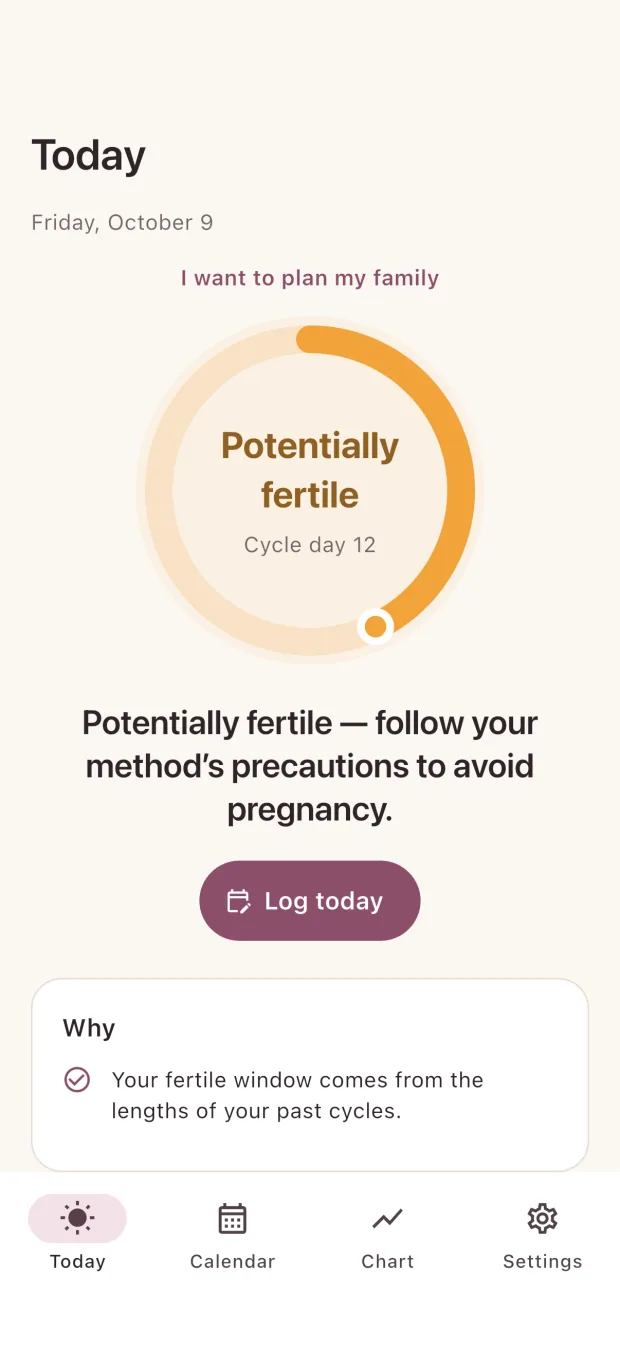 Today
Friday, October 9
I want to plan my family
Potentially
fertile
Cycle day 12
Potentially fertile — follow your
method’s precautions to avoid
pregnancy.
Log today
Why
Your fertile window comes from the
lengths of your past cycles.
Today
Calendar
Chart
Settings